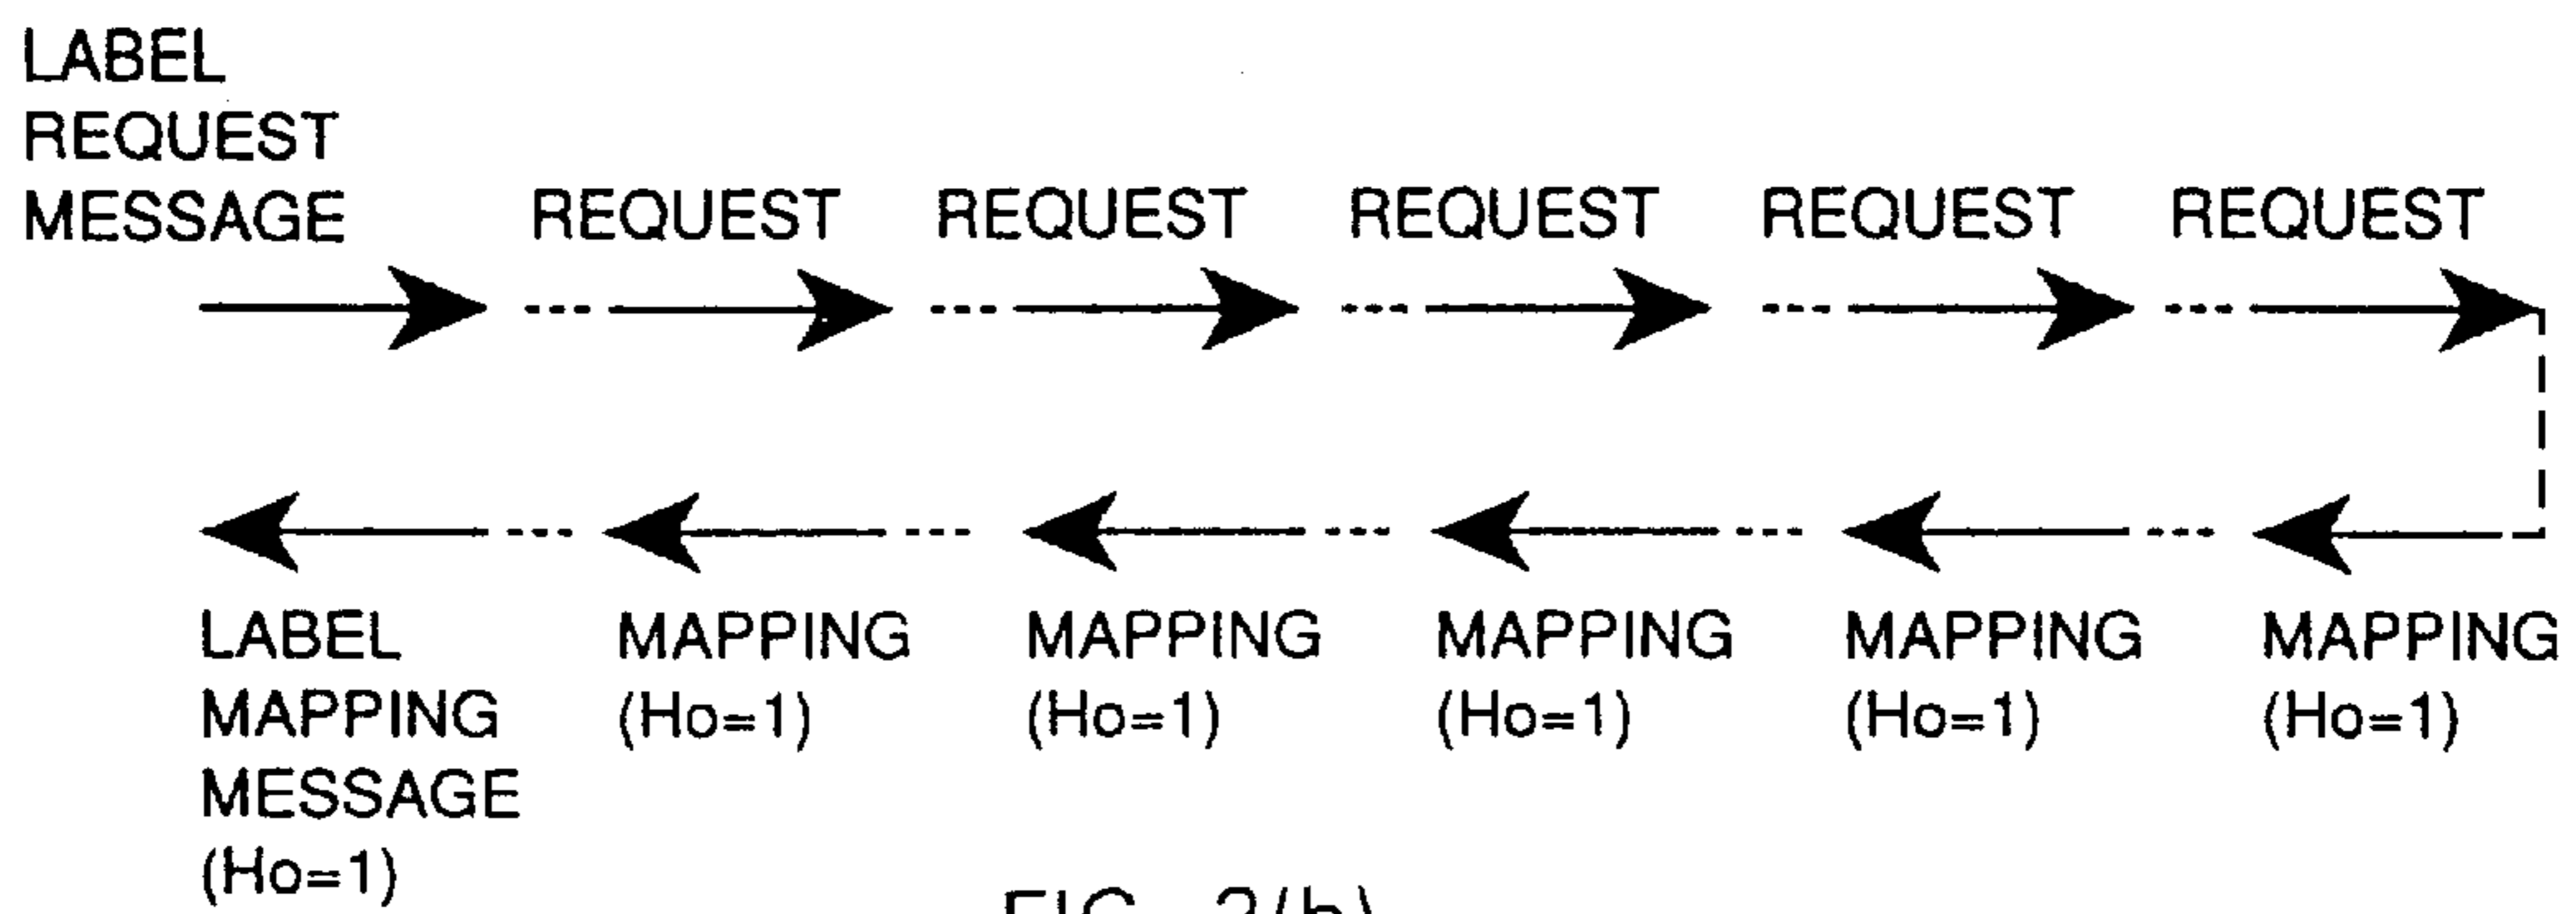 LABEL
REQUEST
MESSAGE
REQUEST
REQUEST
REQUEST
REQUEST
REQUEST
LABEL
MAPPING
MESSAGE
(Ho=1)
MAPPING
(Ho=1)
MAPPING
(Ho=1)
MAPPING
(Ho=1)
MAPPING
(Ho=1)
MAPPING
(Ho=1)